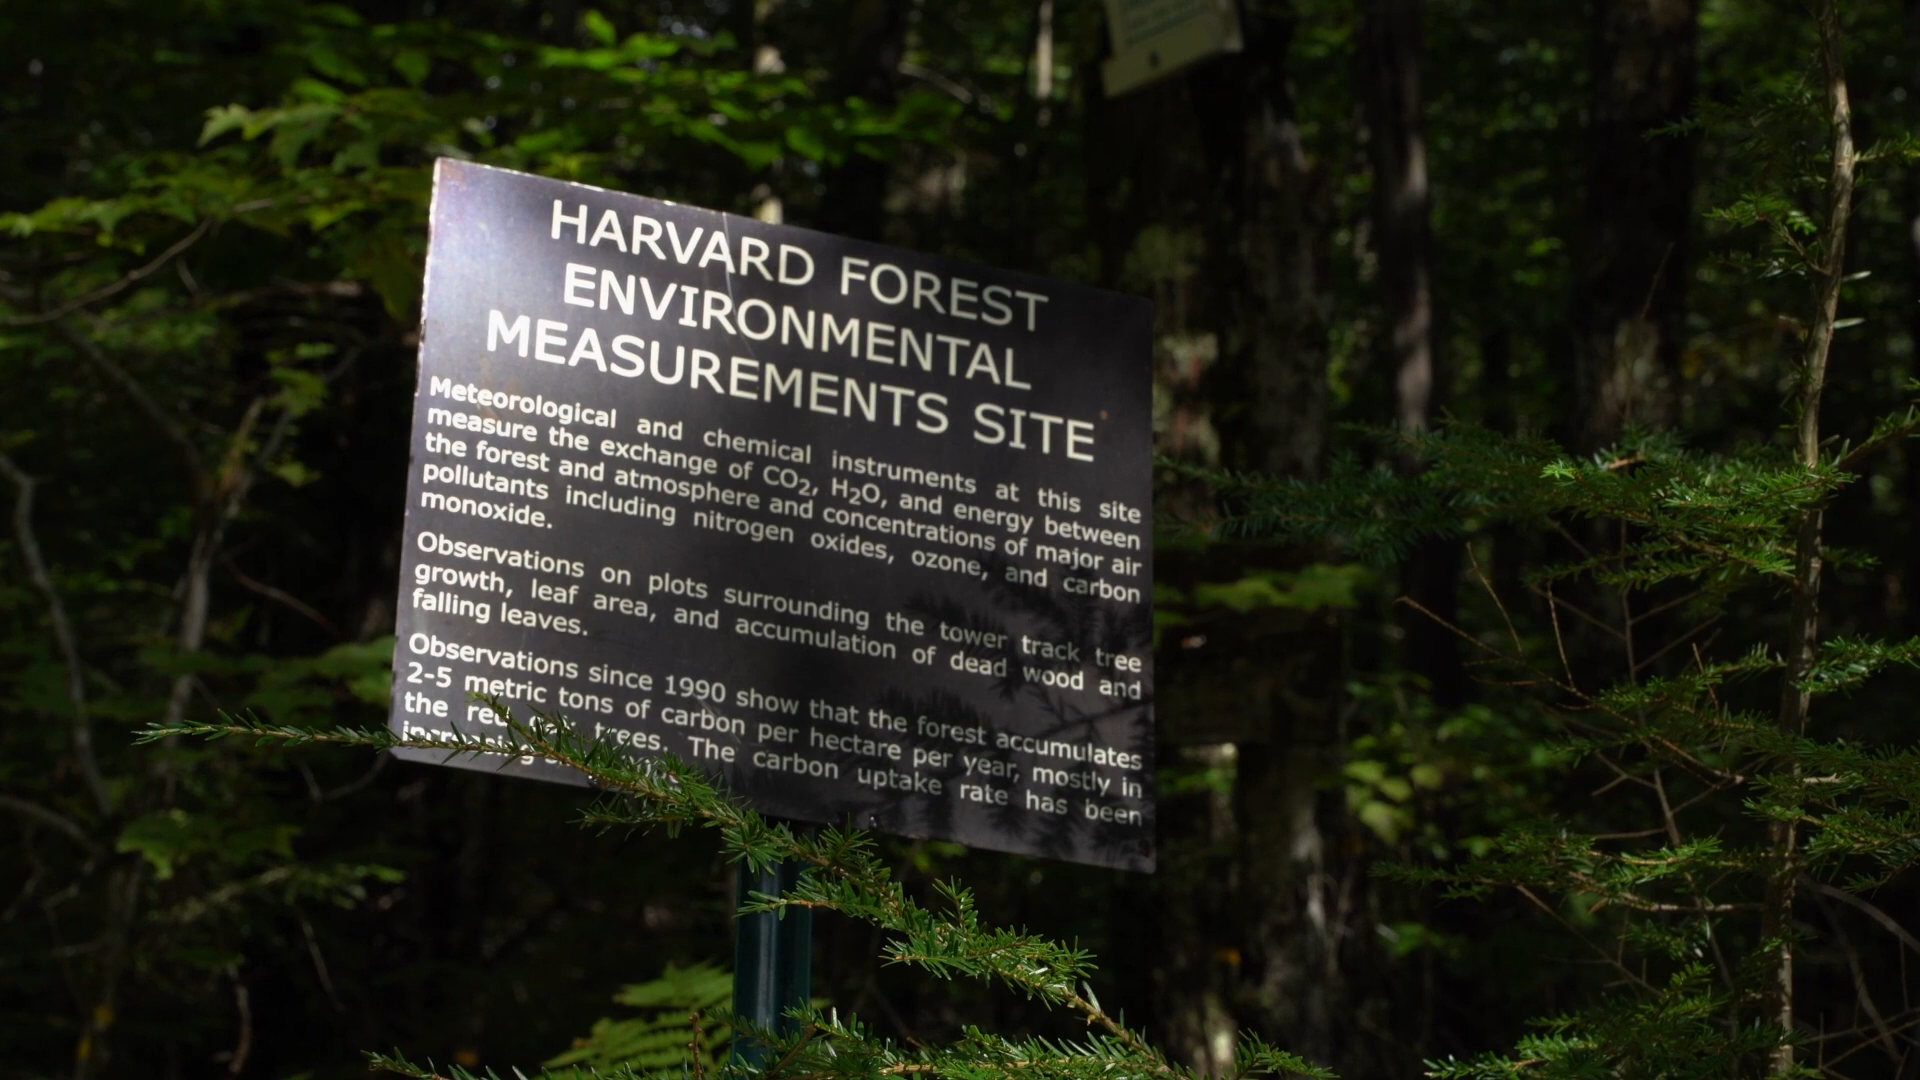 HARVARD FOREST
ENVIRONMENTAL
MEASUREMENTS SITE
Meteorological and chemical instruments at this site
measure the exchange of CO₂, H₂O, and energy between
the forest and atmosphere and concentrations of major air
pollutants including nitrogen oxides, ozone, and carbon
monoxide.
Observations on plots surrounding the tower track tree
growth, leaf area, and accumulation of dead wood and
falling leaves.
Observations since 1990 show that the forest accumulates
2-5 metric tons of carbon per hectare per year, mostly in
the red oak trees. The carbon uptake rate has been
increasing